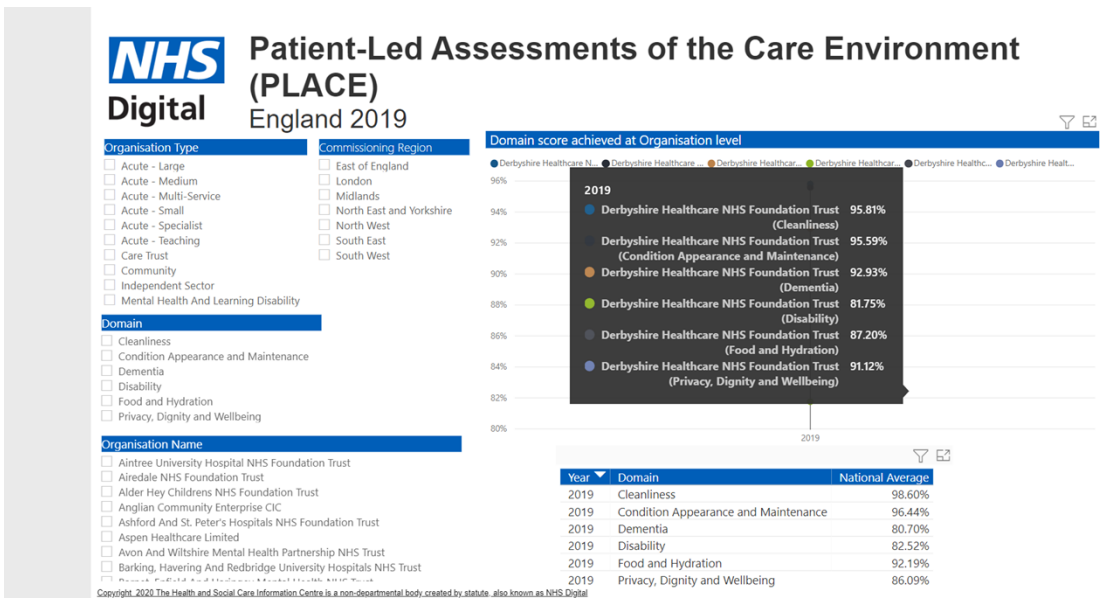 NHS
Digital
Patient-Led Assessments of the Care Environment
(PLACE)
England 2019
Organisation Type
Acute - Large
Acute - Medium
Acute - Multi-Service
Acute - Small
Acute - Specialist
Acute - Teaching
Care Trust
Community
Independent Sector
Mental Health And Learning Disability
Commissioning Region
East of England
London
Midlands
North East and Yorkshire
North West
South East
South West
Domain
Cleanliness
Condition Appearance and Maintenance
Dementia
Disability
Food and Hydration
Privacy, Dignity and Wellbeing
Organisation Name
Aintree University Hospital NHS Foundation Trust
Airedale NHS Foundation Trust
Alder Hey Childrens NHS Foundation Trust
Anglian Community Enterprise CIC
Ashford And St. Peter's Hospitals NHS Foundation Trust
Aspen Healthcare Limited
Avon And Wiltshire Mental Health Partnership NHS Trust
Barking, Havering And Redbridge University Hospitals NHS Trust
Domain score achieved at Organisation level
Derbyshire Healthcare N... Derbyshire Healthcare ... Derbyshire Healthcar... Derbyshire Healthcar... Derbyshire Healthc... Derbyshire Healt...
96%
94%
92%
90%
88%
86%
84%
82%
80%
2019
Derbyshire Healthcare NHS Foundation Trust 95.81%
(Cleanliness)
Derbyshire Healthcare NHS Foundation Trust 95.59%
(Condition Appearance and Maintenance)
Derbyshire Healthcare NHS Foundation Trust 92.93%
(Dementia)
Derbyshire Healthcare NHS Foundation Trust 81.75%
(Disability)
Derbyshire Healthcare NHS Foundation Trust 87.20%
(Food and Hydration)
Derbyshire Healthcare NHS Foundation Trust 91.12%
(Privacy, Dignity and Wellbeing)
2019
Year Domain National Average
2019 Cleanliness 98.60%
2019 Condition Appearance and Maintenance 96.44%
2019 Dementia 80.70%
2019 Disability 82.52%
2019 Food and Hydration 92.19%
2019 Privacy, Dignity and Wellbeing 86.09%
Copyright 2020 The Health and Social Care Information Centre is a non-departmental body created by statute, also known as NHS Digital